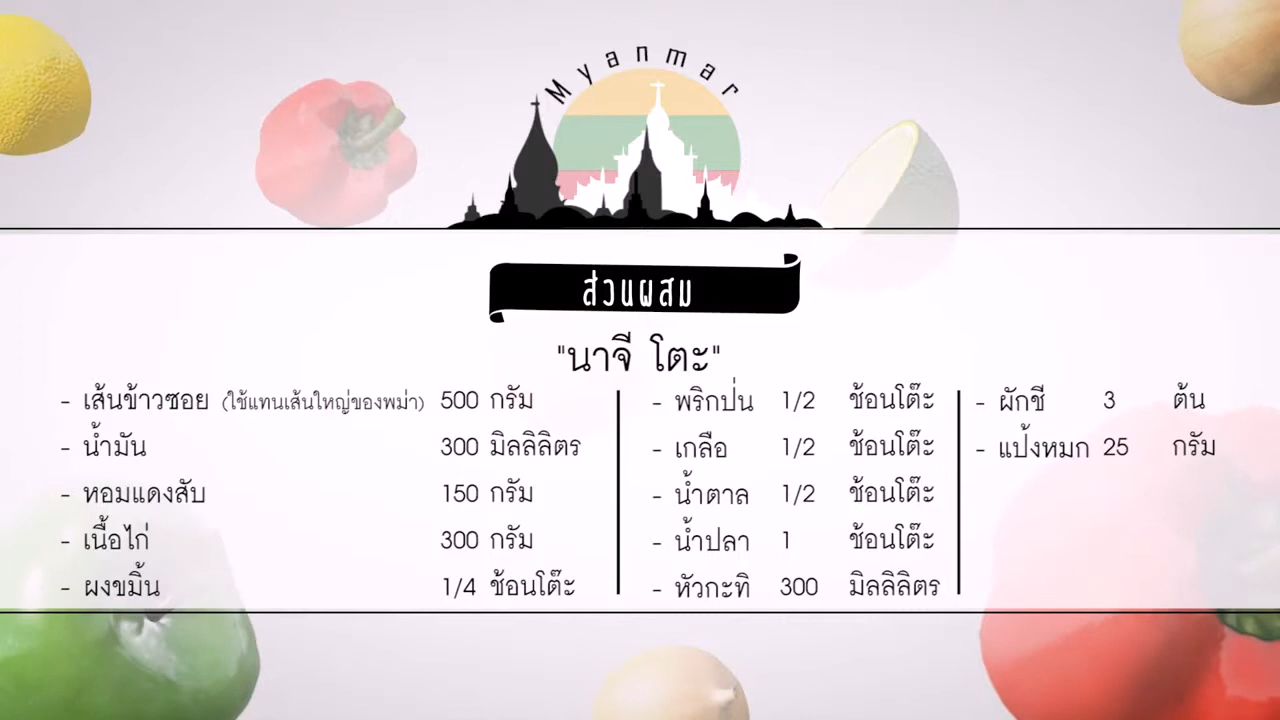 Myanmar
ส่วนผสม
"นาจี โตะ"
- เส้นข้าวซอย (ใช้แทนเส้นใหญ่ของพม่า) 500 กรัม
- น้ำมัน 300 มิลลิลิตร
- หอมแดงสับ 150 กรัม
- เนื้อไก่ 300 กรัม
- ผงขมิ้น 1/4 ช้อนโต๊ะ
- พริกป่น 1/2 ช้อนโต๊ะ
- เกลือ 1/2 ช้อนโต๊ะ
- น้ำตาล 1/2 ช้อนโต๊ะ
- น้ำปลา 1 ช้อนโต๊ะ
- หัวกะทิ 300 มิลลิลิตร
- ผักชี 3 ต้น
- แป้งหมก 25 กรัม